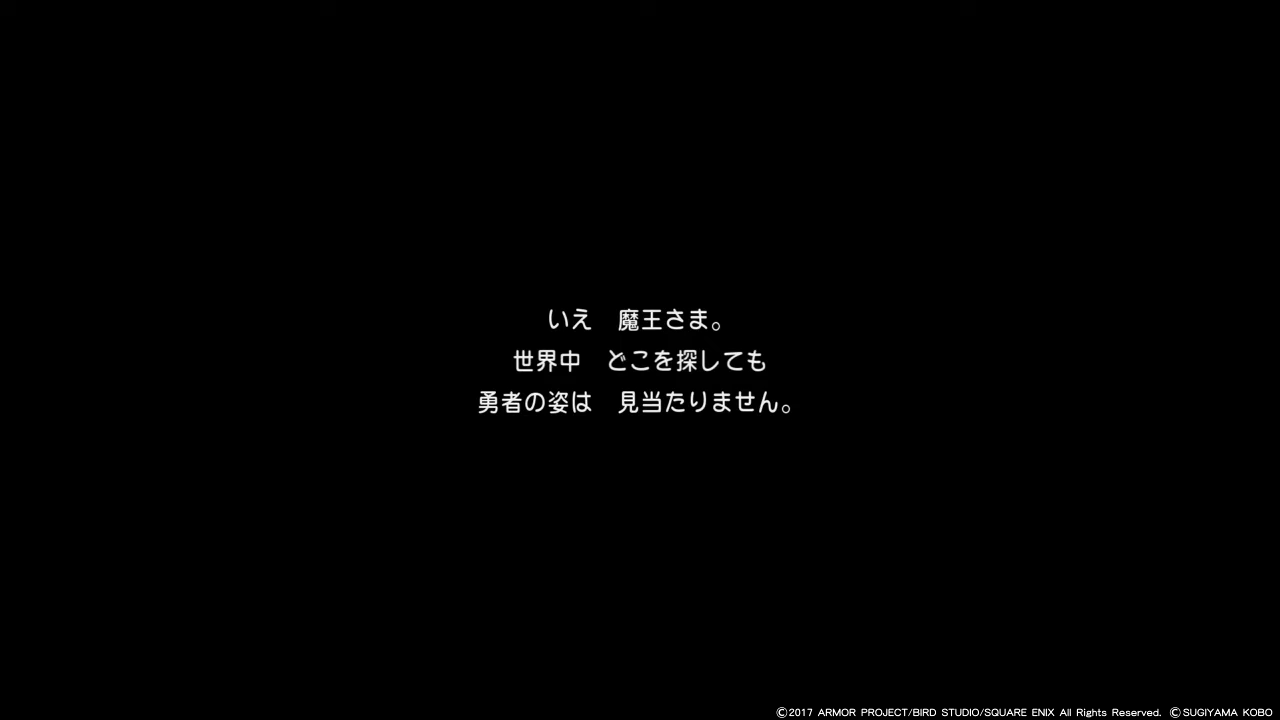 いえ　魔王さま。
世界中　どこを探しても
勇者の姿は　見当たりません。
©2017 ARMOR PROJECT/BIRD STUDIO/SQUARE ENIX All Rights Reserved. ©SUGIYAMA KOBO